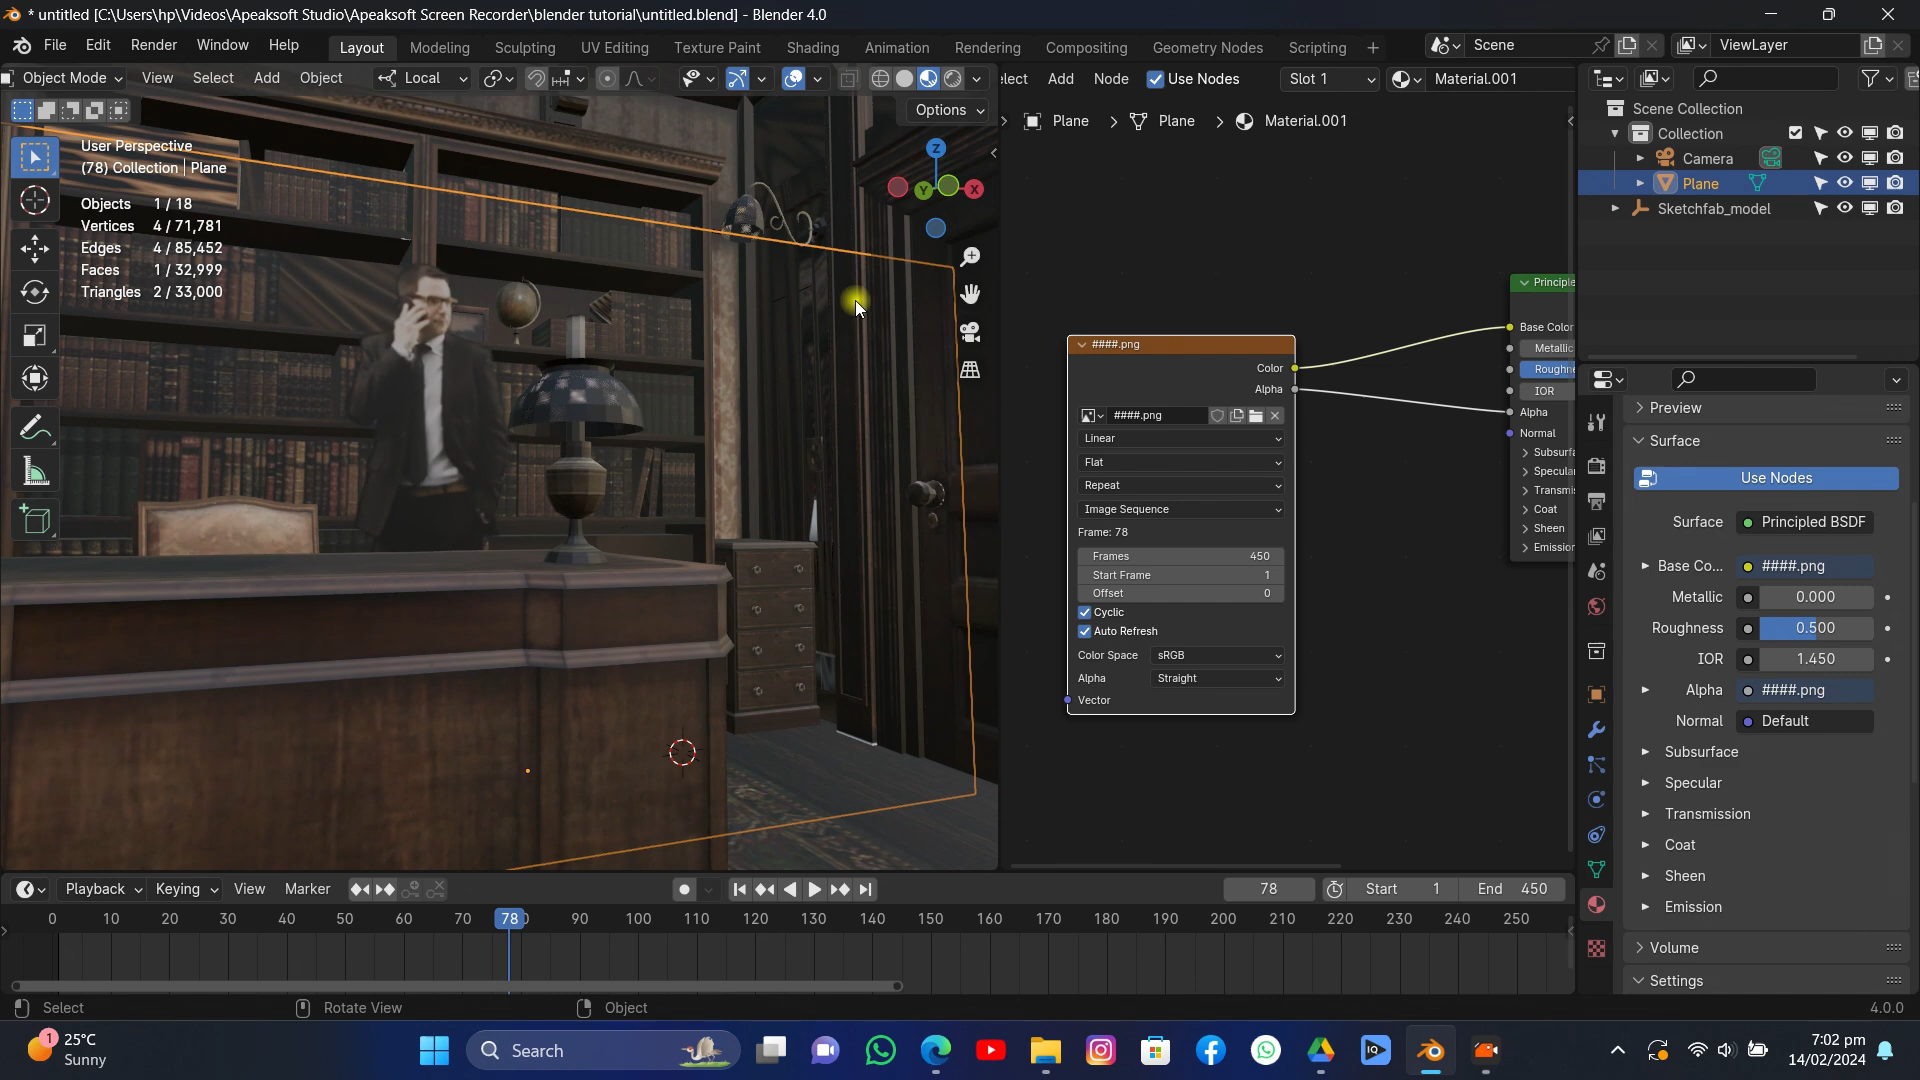 * untitled [C:\Users\hp\Videos\Apeaksoft Studio\Apeaksoft Screen Recorder\blender tutorial\untitled.blend] - Blender 4.0
File Edit Render Window Help Layout Modeling Sculpting UV Editing Texture Paint Shading Animation Rendering Compositing Geometry Nodes Scripting + Scene ViewLayer
Object Mode View Select Add Object Local
elect Add Node Use Nodes Slot 1 Material.001
Options
User Perspective
(78) Collection | Plane
Objects 1 / 18
Vertices 4 / 71,781
Edges 4 / 85,452
Faces 1 / 32,999
Triangles 2 / 33,000
Z
Y
X
Plane > Plane > Material.001
####.png
Color
Alpha
####.png
Linear
Flat
Repeat
Image Sequence
Frame: 78
Frames 450
Start Frame 1
Offset 0
Cyclic
Auto Refresh
Color Space sRGB
Alpha Straight
Vector
Principle
Base Color
Metallic
Roughne
IOR
Alpha
Normal
Subsurfa
Specular
Transmis
Coat
Sheen
Emission
Scene Collection
Collection
Camera
Plane
Sketchfab_model
Preview
Surface
Use Nodes
Surface Principled BSDF
Base Co... ####.png
Metallic 0.000
Roughness 0.500
IOR 1.450
Alpha ####.png
Normal Default
Subsurface
Specular
Transmission
Coat
Sheen
Emission
Volume
Settings
Playback Keying View Marker 78 Start 1 End 450
0 10 20 30 40 50 60 70 78 90 100 110 120 130 140 150 160 170 180 190 200 210 220 230 240 250
Select Rotate View Object 4.0.0
1 25°C
Sunny
Search
IQ
7:02 pm
14/02/2024